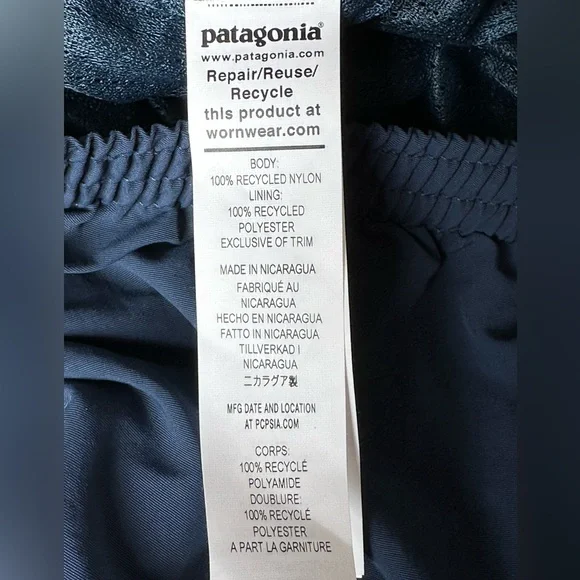 patagonia®
www.patagonia.com
Repair/Reuse/
Recycle
this product at
wornwear.com
BODY:
100% RECYCLED NYLON
LINING:
100% RECYCLED
POLYESTER
EXCLUSIVE OF TRIM
MADE IN NICARAGUA
FABRIQUÉ AU
NICARAGUA
HECHO EN NICARAGUA
FATTO IN NICARAGUA
TILLVERKAD I
NICARAGUA
ニカラグア製
MFG DATE AND LOCATION
AT PCPSIA.COM
CORPS:
100% RECYCLÉ
POLYAMIDE
DOUBLURE:
100% RECYCLÉ
POLYESTER
A PART LA GARNITURE